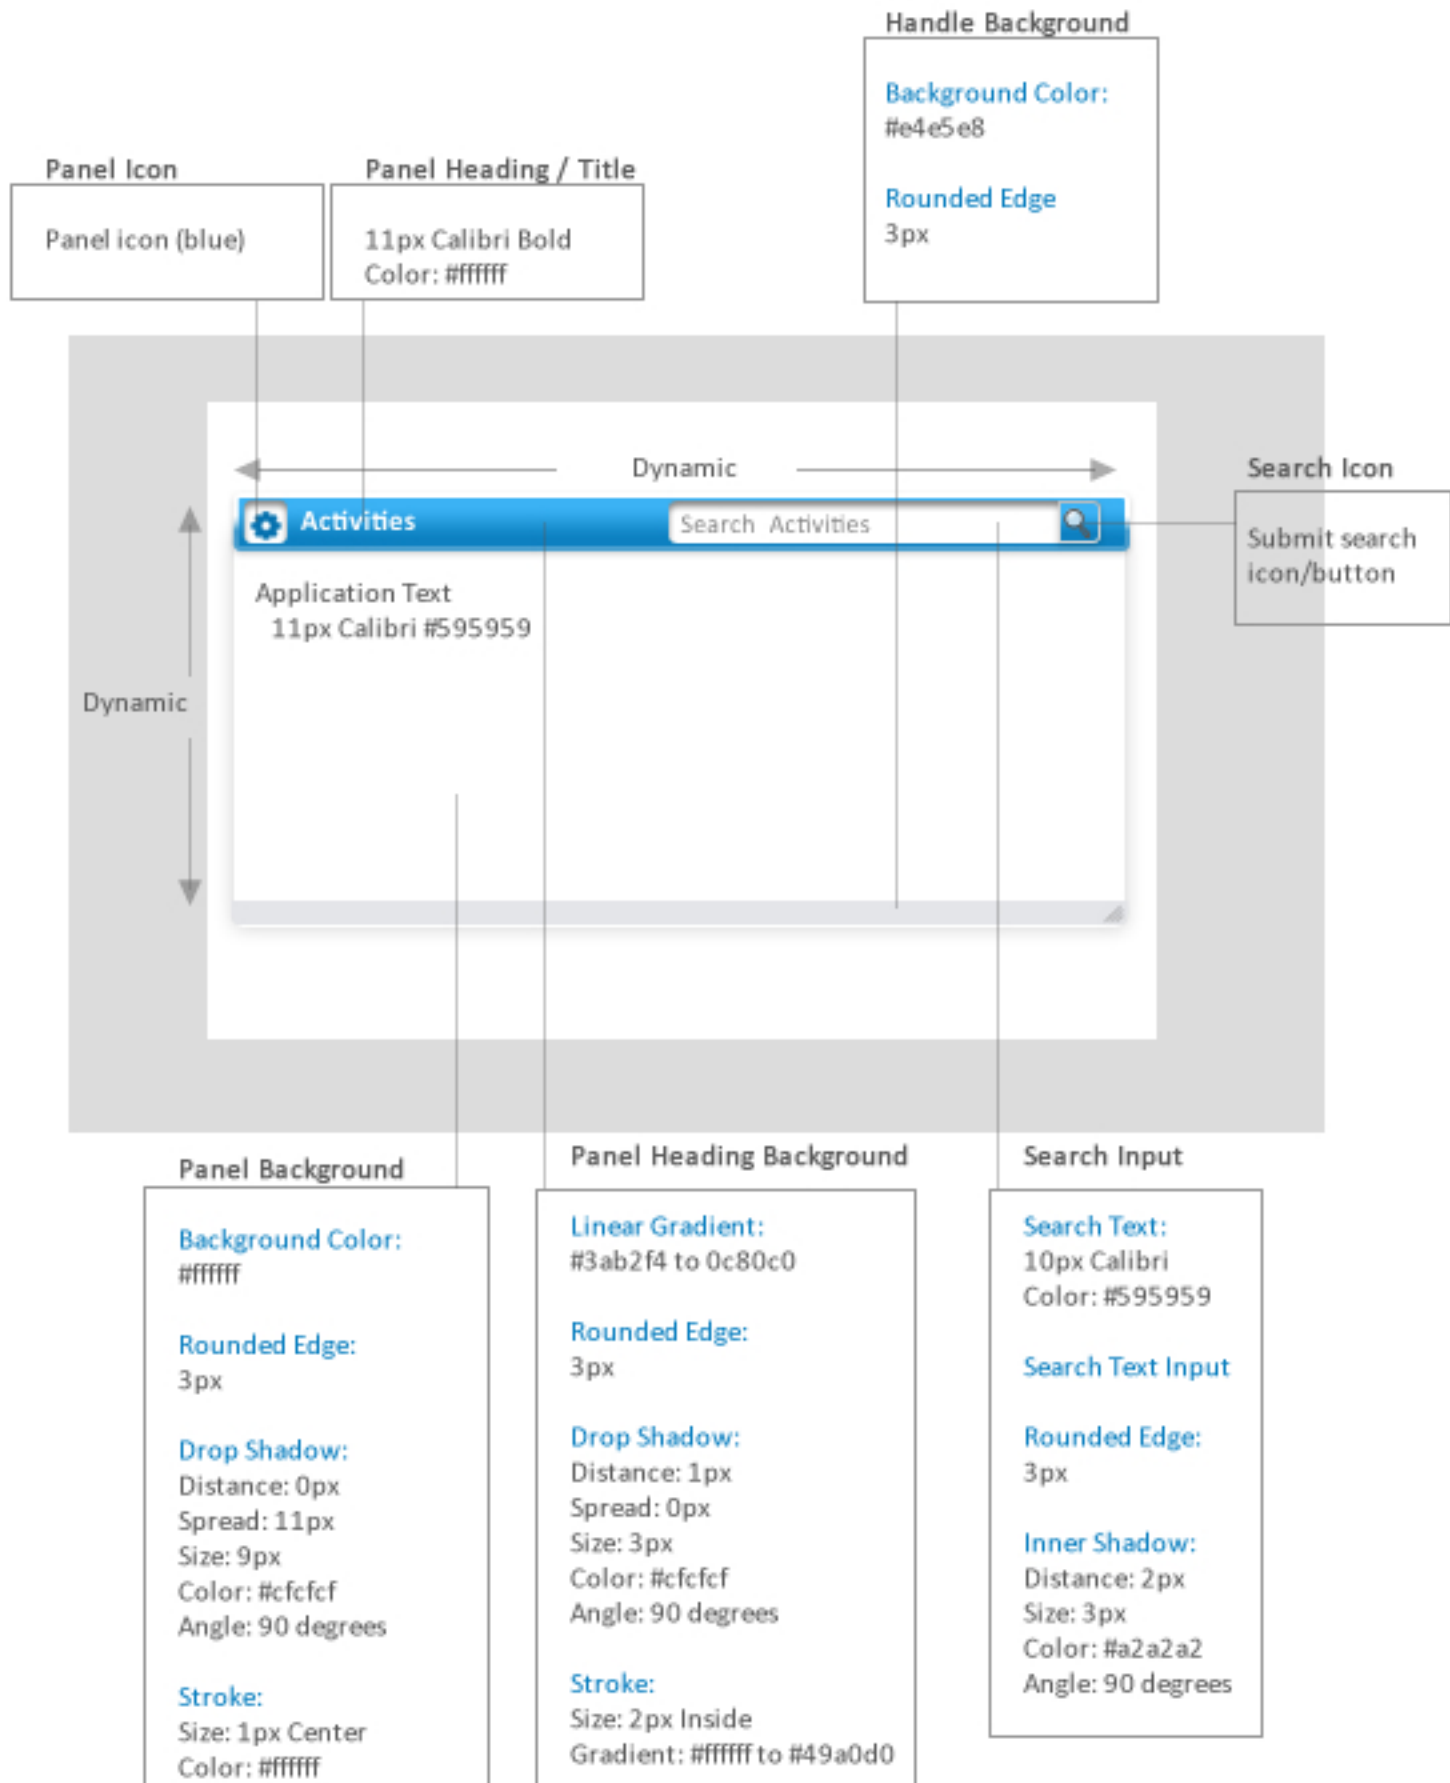 Handle Background
Background Color:
#e4e5e8
Rounded Edge
3px
Panel Icon
Panel icon (blue)
Panel Heading / Title
11px Calibri Bold
Color: #ffffff
Dynamic
Activities
Search  Activities
Search Icon
Submit search
icon/button
Application Text
11px Calibri #595959
Dynamic
Panel Background
Background Color:
#ffffff
Rounded Edge:
3px
Drop Shadow:
Distance: 0px
Spread: 11px
Size: 9px
Color: #cfcfcf
Angle: 90 degrees
Stroke:
Size: 1px Center
Color: #ffffff
Panel Heading Background
Linear Gradient:
#3ab2f4 to 0c80c0
Rounded Edge:
3px
Drop Shadow:
Distance: 1px
Spread: 0px
Size: 3px
Color: #cfcfcf
Angle: 90 degrees
Stroke:
Size: 2px Inside
Gradient: #ffffff to #49a0d0
Search Input
Search Text:
10px Calibri
Color: #595959
Search Text Input
Rounded Edge:
3px
Inner Shadow:
Distance: 2px
Size: 3px
Color: #a2a2a2
Angle: 90 degrees